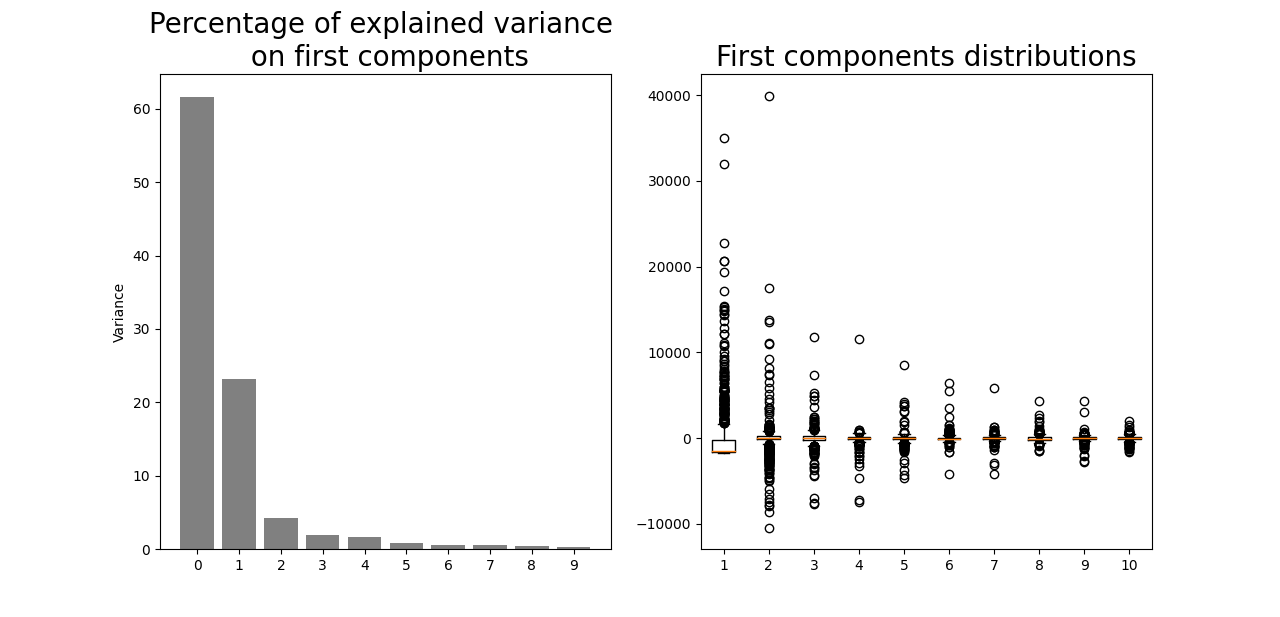 Percentage of explained variance
on first components
60
50
40
30
20
10
0
Variance
0 1 2 3 4 5 6 7 8 9
First components distributions
40000
30000
20000
10000
0
−10000
1 2 3 4 5 6 7 8 9 10